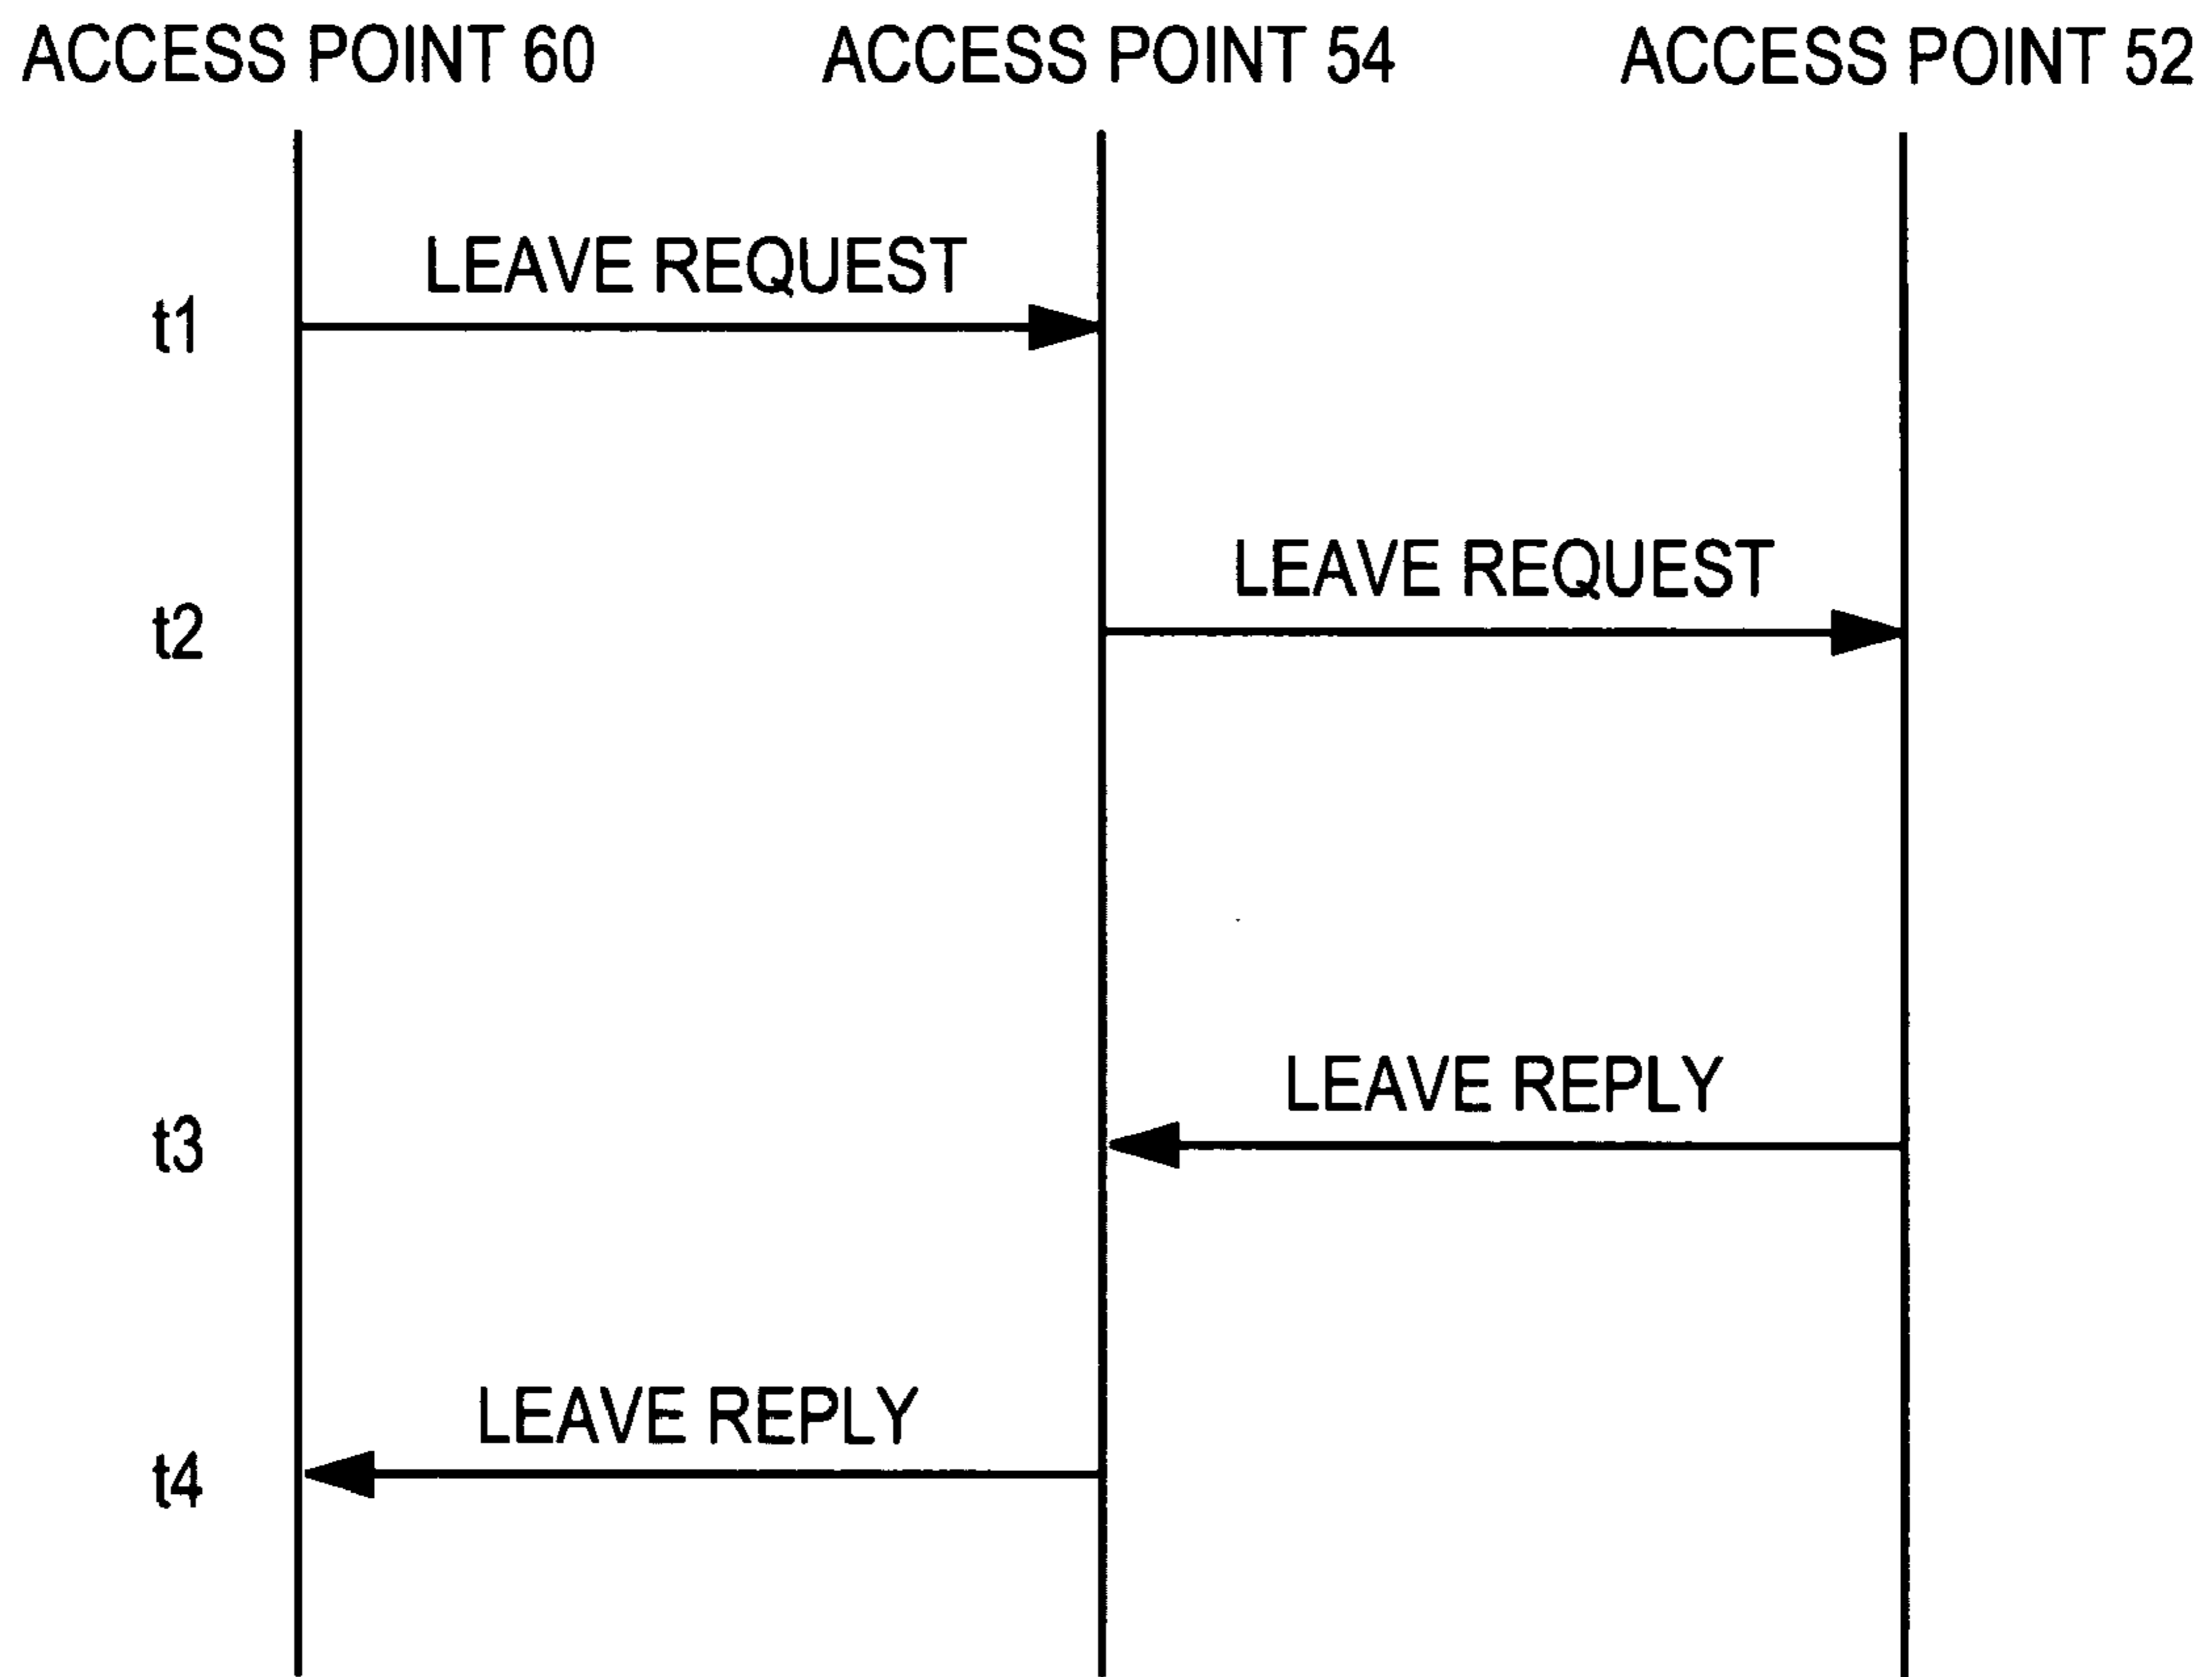 ACCESS POINT 60 ACCESS POINT 54 ACCESS POINT 52
LEAVE REQUEST
t1
LEAVE REQUEST
t2
LEAVE REPLY
t3
LEAVE REPLY
t4